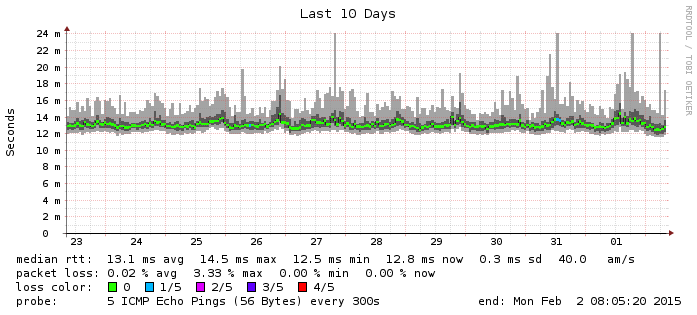 Last 10 Days
RRDTOOL / TOBI OETIKER
Seconds
24 m
22 m
20 m
18 m
16 m
14 m
12 m
10 m
8 m
6 m
4 m
2 m
0
23 24 25 26 27 28 29 30 31 01
median rtt: 13.1 ms avg 14.5 ms max 12.5 ms min 12.8 ms now 0.3 ms sd 40.0 am/s
packet loss: 0.02 % avg 3.33 % max 0.00 % min 0.00 % now
loss color: 0 1/5 2/5 3/5 4/5
probe: 5 ICMP Echo Pings (56 Bytes) every 300s end: Mon Feb 2 08:05:20 2015